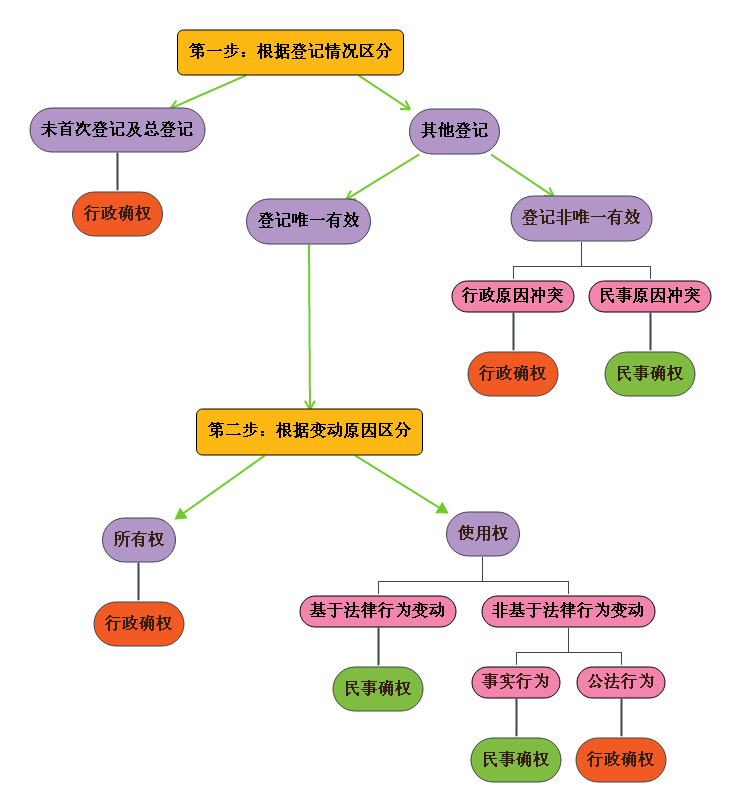 第一步：根据登记情况区分
未首次登记及总登记
其他登记
行政确权
登记唯一有效
登记非唯一有效
行政原因冲突
民事原因冲突
行政确权
民事确权
第二步：根据变动原因区分
所有权
使用权
行政确权
基于法律行为变动
非基于法律行为变动
民事确权
事实行为
公法行为
民事确权
行政确权